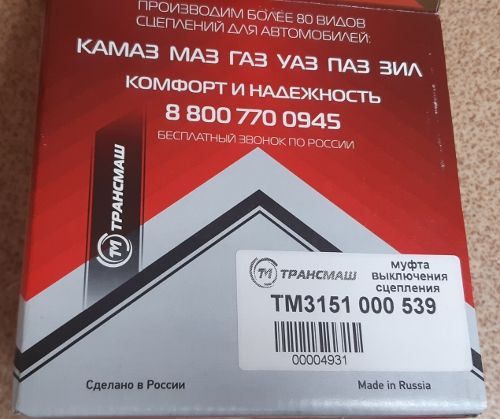 ПРОИЗВОДИМ БОЛЕЕ 80 ВИДОВ
СЦЕПЛЕНИЙ ДЛЯ АВТОМОБИЛЕЙ:
КАМАЗ МАЗ ГАЗ УАЗ ПАЗ ЗИЛ
КОМФОРТ И НАДЕЖНОСТЬ
8 800 770 0945
БЕСПЛАТНЫЙ ЗВОНОК ПО РОССИИ
ТМ ТРАНСМАШ
ТМ ТРАНСМАШ
муфта
выключения
сцепления
ТМ3151 000 539
00004931
Сделано в России
Made in Russia